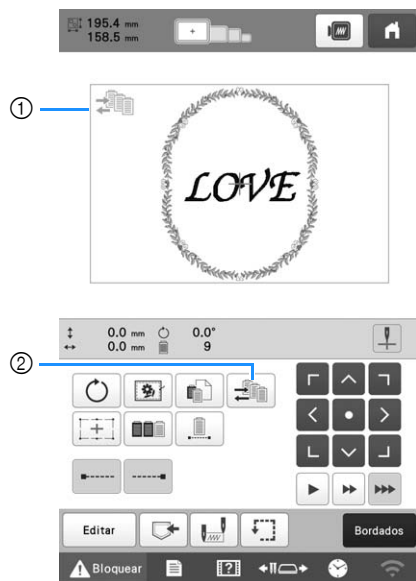 195.4 mm
158.5 mm
①
LOVE
0.0 mm 0.0°
0.0 mm 9
②
Editar Bordados
Bloquear